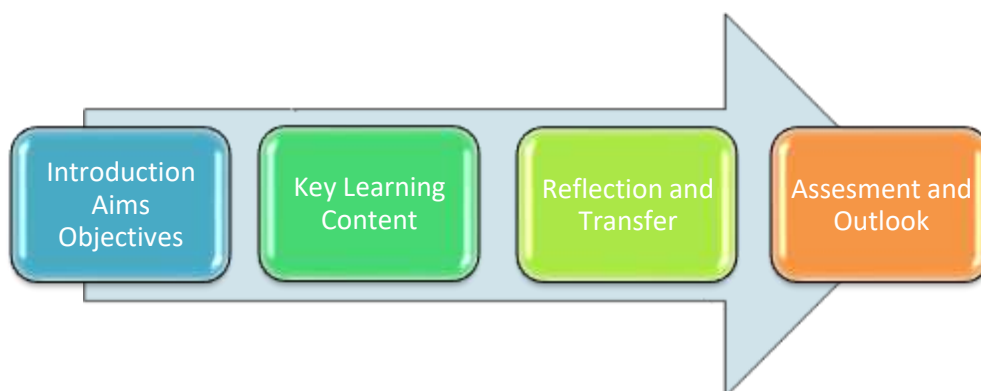 Introduction
Aims
Objectives
Key Learning
Content
Reflection and
Transfer
Assesment and
Outlook